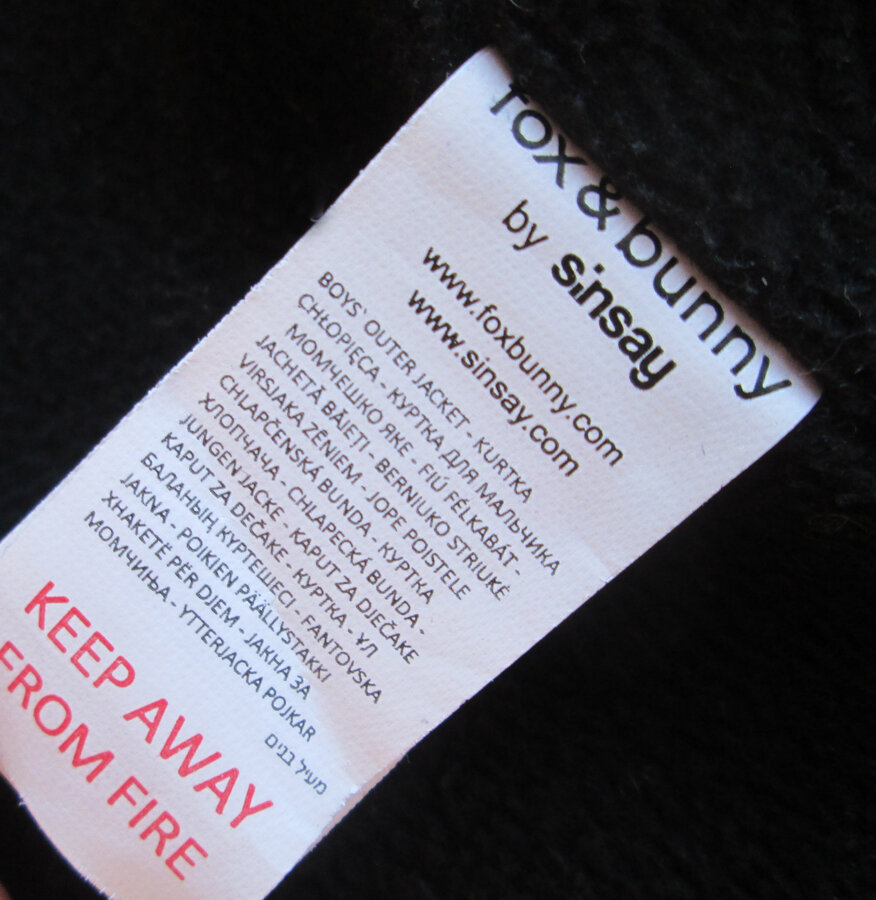 fox & bunny
by sinsay
www.foxbunny.com
www.sinsay.com
BOYS` OUTER JACKET - KURTKA
CHŁOPIĘCA - КУРТКА ДЛЯ МАЛЬЧИКА
МОМЧЕШКО ЯКЕ - FIÚ FÉLKABÁT -
JACHETĂ BĂIEȚI - BERNIUKO STRIUKĖ
VIRSJAKA ZĒNIEM - JOPE POISTELE
CHLAPČENSKÁ BUNDA - КУРТКА
ХЛОПЧАЧА - CHLAPECKÁ BUNDA -
JUNGEN JACKE - KAPUT ZA DJEČAKE
KAPUT ZA DEČAKE - КУРТКА - ҰЛ
БАЛАНЫҢ КҮРТЕШЕСІ - FANTOVSKA
JAKNA - POIKIEN PÄÄLLYSTAKKI
XHAKETË PËR DJEM - ЈАКНА ЗА
МОМЧИЊА - YTTERJACKA POJKAR
מעיל בנים
KEEP AWAY
FROM FIRE